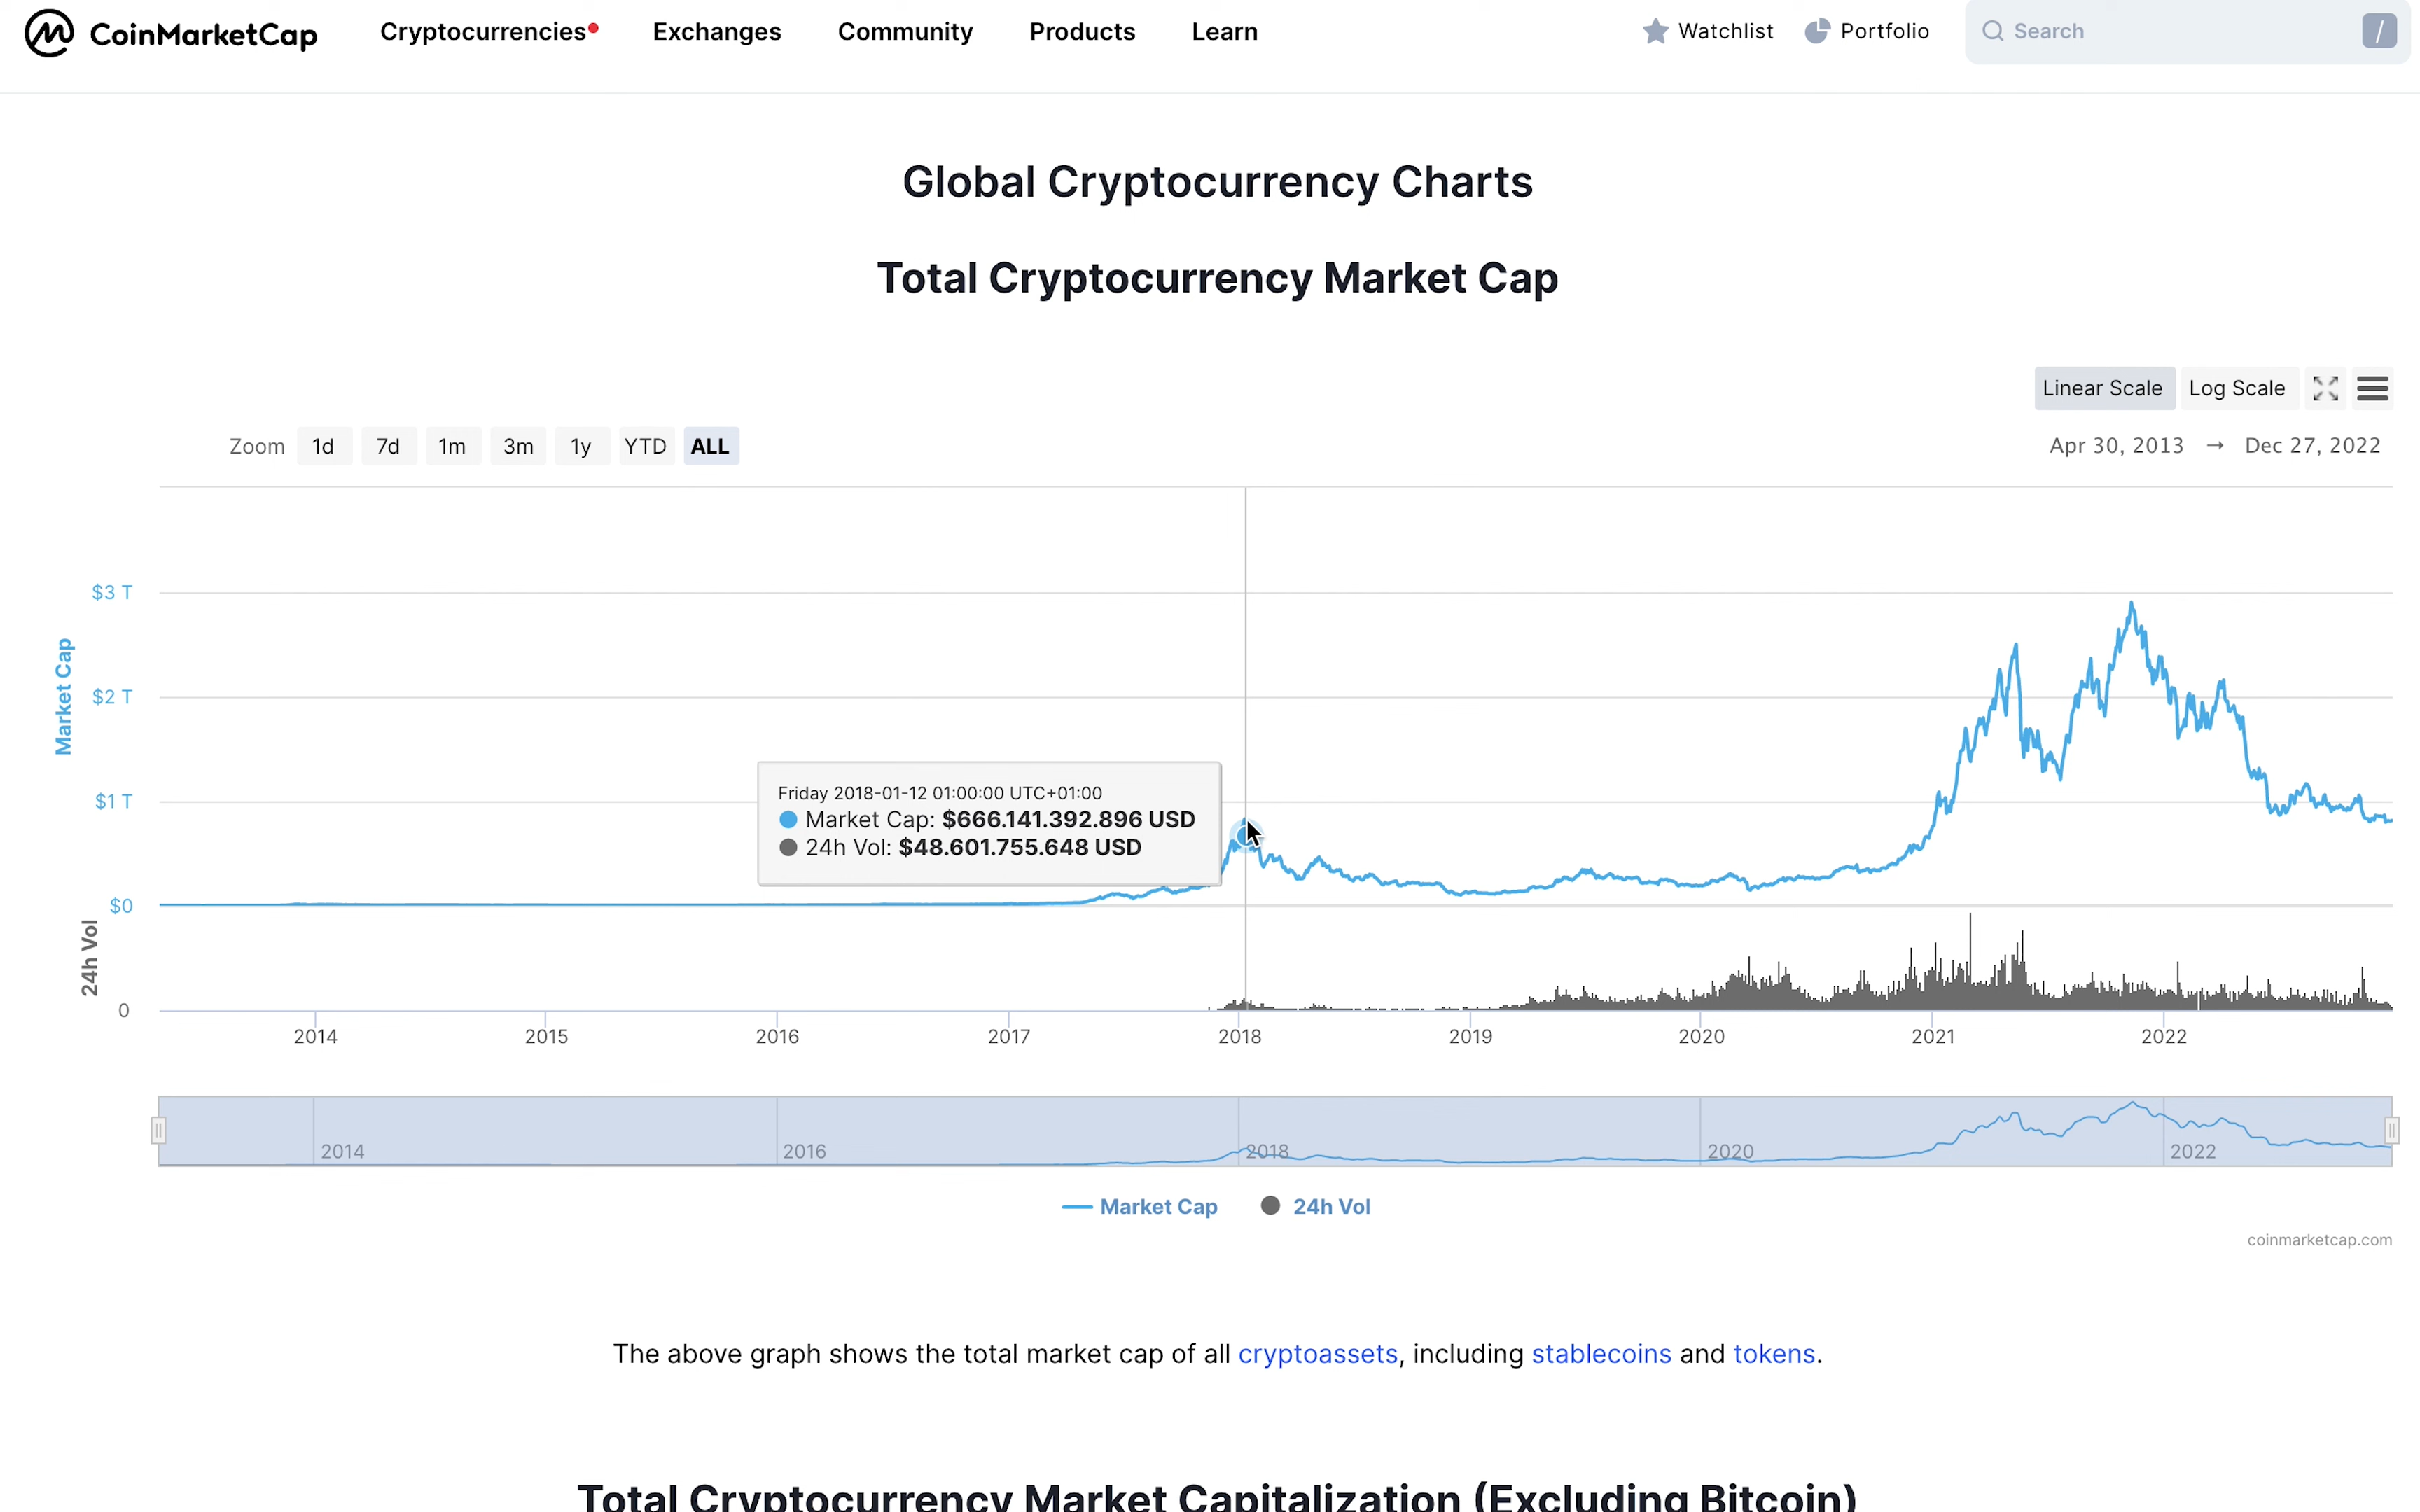 CoinMarketCap Cryptocurrencies Exchanges Community Products Learn Watchlist Portfolio Search /
Global Cryptocurrency Charts
Total Cryptocurrency Market Cap
Linear Scale Log Scale
Zoom 1d 7d 1m 3m 1y YTD ALL Apr 30, 2013 → Dec 27, 2022
$3 T
$2 T
$1 T
$0
Market Cap
24h Vol
0
Friday 2018-01-12 01:00:00 UTC+01:00
Market Cap: $666.141.392.896 USD
24h Vol: $48.601.755.648 USD
2014 2015 2016 2017 2018 2019 2020 2021 2022
2014 2016 2018 2020 2022
Market Cap 24h Vol
coinmarketcap.com
The above graph shows the total market cap of all cryptoassets, including stablecoins and tokens.
Total Cryptocurrency Market Capitalization (Excluding Bitcoin)